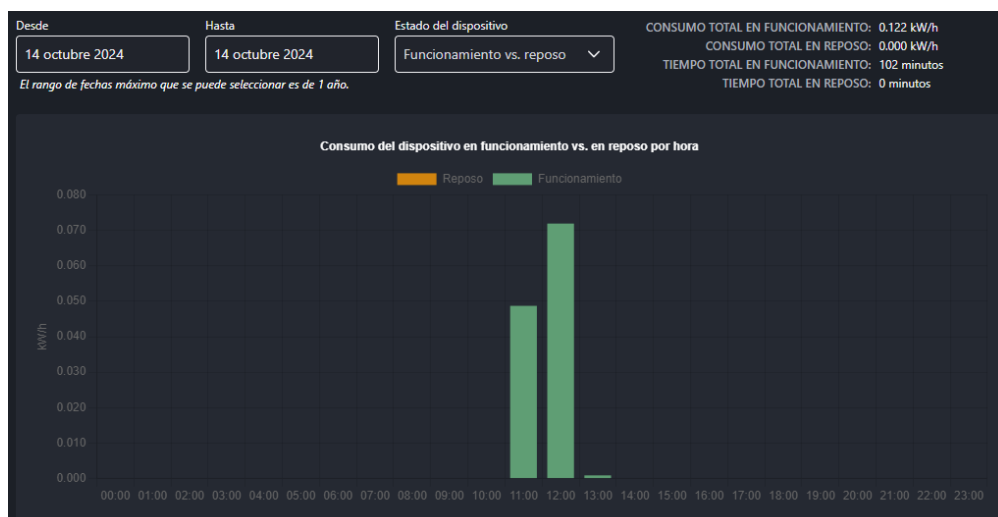 Desde
14 octubre 2024
Hasta
14 octubre 2024
Estado del dispositivo
Funcionamiento vs. reposo
El rango de fechas máximo que se puede seleccionar es de 1 año.
CONSUMO TOTAL EN FUNCIONAMIENTO: 0.122 kW/h
CONSUMO TOTAL EN REPOSO: 0.000 kW/h
TIEMPO TOTAL EN FUNCIONAMIENTO: 102 minutos
TIEMPO TOTAL EN REPOSO: 0 minutos
Consumo del dispositivo en funcionamiento vs. en reposo por hora
Reposo Funcionamiento
kW/h
0.080
0.070
0.060
0.050
0.040
0.030
0.020
0.010
0.000
00:00 01:00 02:00 03:00 04:00 05:00 06:00 07:00 08:00 09:00 10:00 11:00 12:00 13:00 14:00 15:00 16:00 17:00 18:00 19:00 20:00 21:00 22:00 23:00